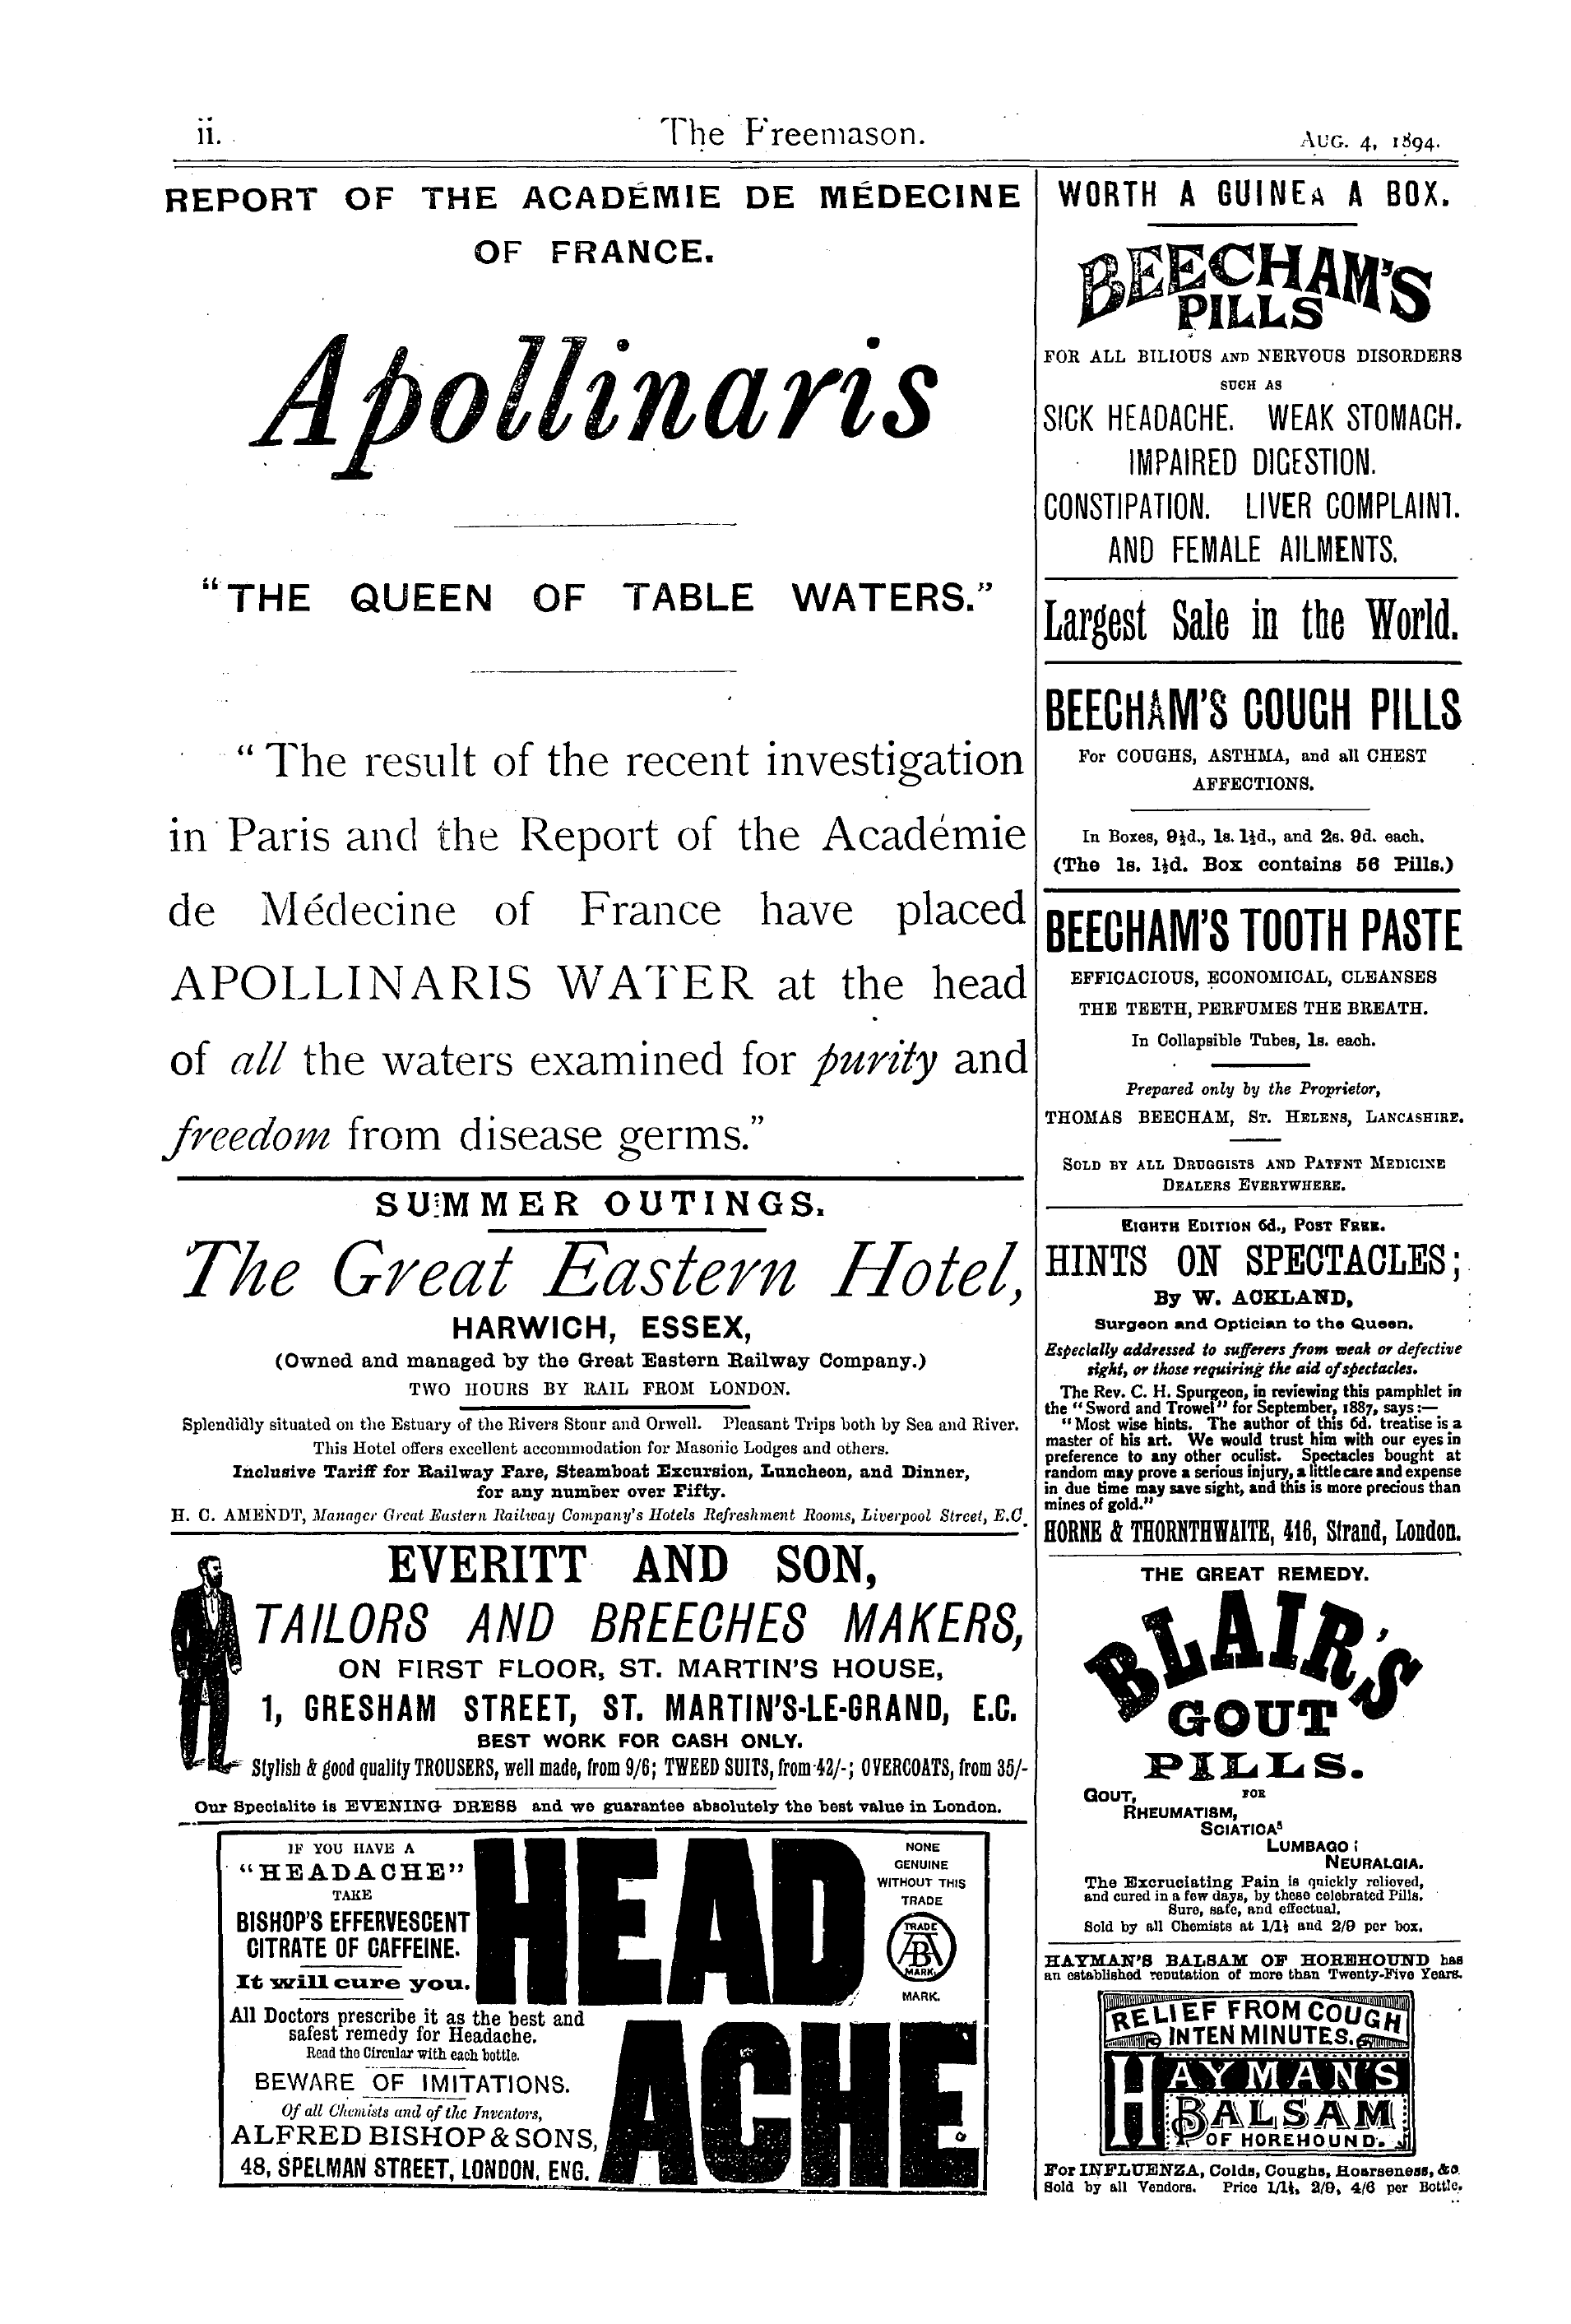 ii.
The Freemason.
AUG. 4, 1894.
REPORT OF THE ACADÉMIE DE MÉDECINE
OF FRANCE.
Apollinaris
"THE QUEEN OF TABLE WATERS."
"The result of the recent investigation
in Paris and the Report of the Académie
de Médecine of France have placed
APOLLINARIS WATER at the head
of all the waters examined for purity and
freedom from disease germs."
SUMMER OUTINGS.
The Great Eastern Hotel,
HARWICH, ESSEX,
(Owned and managed by the Great Eastern Railway Company.)
TWO HOURS BY RAIL FROM LONDON.
Splendidly situated on the Estuary of the Rivers Stour and Orwell. Pleasant Trips both by Sea and River.
This Hotel offers excellent accommodation for Masonic Lodges and others.
Inclusive Tariff for Railway Fare, Steamboat Excursion, Luncheon, and Dinner,
for any number over Fifty.
H. C. AMENDT, Manager Great Eastern Railway Company's Hotels Refreshment Rooms, Liverpool Street, E.C.
EVERITT AND SON,
TAILORS AND BREECHES MAKERS,
ON FIRST FLOOR, ST. MARTIN'S HOUSE,
1, GRESHAM STREET, ST. MARTIN'S-LE-GRAND, E.C.
BEST WORK FOR CASH ONLY.
Stylish & good quality TROUSERS, well made, from 9/6; TWEED SUITS, from 42/-; OVERCOATS, from 35/-
Our Specialite is EVENING DRESS and we guarantee absolutely the best value in London.
IF YOU HAVE A
"HEADACHE"
TAKE
BISHOP'S EFFERVESCENT
CITRATE OF CAFFEINE.
It will cure you.
All Doctors prescribe it as the best and
safest remedy for Headache.
Read the Circular with each bottle.
BEWARE OF IMITATIONS.
Of all Chemists and of the Inventors,
ALFRED BISHOP & SONS,
48, SPELMAN STREET, LONDON, ENG.
HEAD
ACHE
NONE
GENUINE
WITHOUT THIS
TRADE
TRADE
AB
MARK.
MARK.
WORTH A GUINEA A BOX.
BEECHAM'S
PILLS
FOR ALL BILIOUS AND NERVOUS DISORDERS
SUCH AS
SICK HEADACHE. WEAK STOMACH.
IMPAIRED DIGESTION.
CONSTIPATION. LIVER COMPLAINT.
AND FEMALE AILMENTS.
Largest Sale in the World.
BEECHAM'S COUGH PILLS
For COUGHS, ASTHMA, and all CHEST
AFFECTIONS.
In Boxes, 9½d., 1s. 1½d., and 2s. 9d. each.
(The 1s. 1½d. Box contains 56 Pills.)
BEECHAM'S TOOTH PASTE
EFFICACIOUS, ECONOMICAL, CLEANSES
THE TEETH, PERFUMES THE BREATH.
In Collapsible Tubes, 1s. each.
Prepared only by the Proprietor,
THOMAS BEECHAM, ST. HELENS, LANCASHIRE.
SOLD BY ALL DRUGGISTS AND PATENT MEDICINE
DEALERS EVERYWHERE.
EIGHTH EDITION 6d., POST FREE.
HINTS ON SPECTACLES;
By W. ACKLAND,
Surgeon and Optician to the Queen.
Especially addressed to sufferers from weak or defective
sight, or those requiring the aid of spectacles.
The Rev. C. H. Spurgeon, in reviewing this pamphlet in
the "Sword and Trowel" for September, 1887, says:—
"Most wise hints. The author of this 6d. treatise is a
master of his art. We would trust him with our eyes in
preference to any other oculist. Spectacles bought at
random may prove a serious injury, a little care and expense
in due time may save sight, and this is more precious than
mines of gold."
HORNE & THORNTHWAITE, 416, Strand, London.
THE GREAT REMEDY.
BLAIR'S
GOUT
PILLS.
FOR
GOUT,
RHEUMATISM,
SCIATICA,
LUMBAGO;
NEURALGIA.
The Excruciating Pain is quickly relieved,
and cured in a few days, by these celebrated Pills.
Sure, safe, and effectual.
Sold by all Chemists at 1/1½ and 2/9 per box.
HAYMAN'S BALSAM OF HOREHOUND has
an established reputation of more than Twenty-Five Years.
RELIEF FROM COUGH
IN TEN MINUTES.
HAYMAN'S
BALSAM
OF HOREHOUND.
For INFLUENZA, Colds, Coughs, Hoarseness, &c.
Sold by all Vendors. Price 1/1½, 2/9, 4/6 per Bottle.